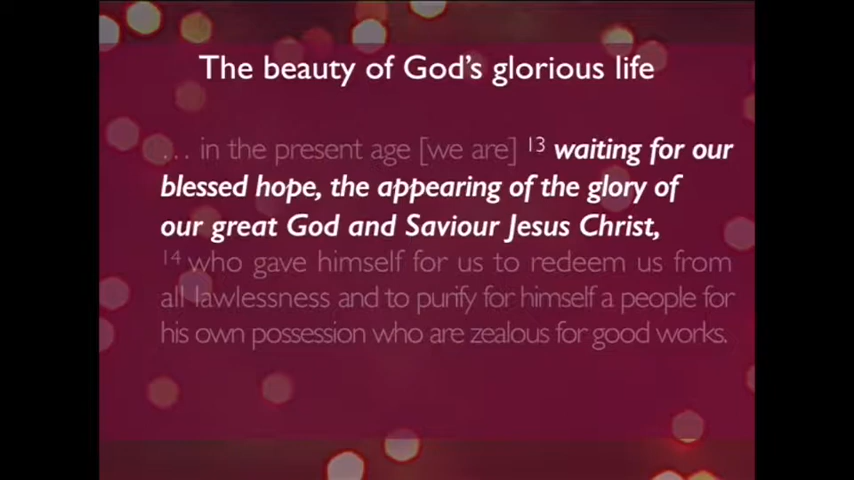 The beauty of God's glorious life
… in the present age [we are] 13 waiting for our
blessed hope, the appearing of the glory of
our great God and Saviour Jesus Christ,
14 who gave himself for us to redeem us from
all lawlessness and to purify for himself a people for
his own possession who are zealous for good works.